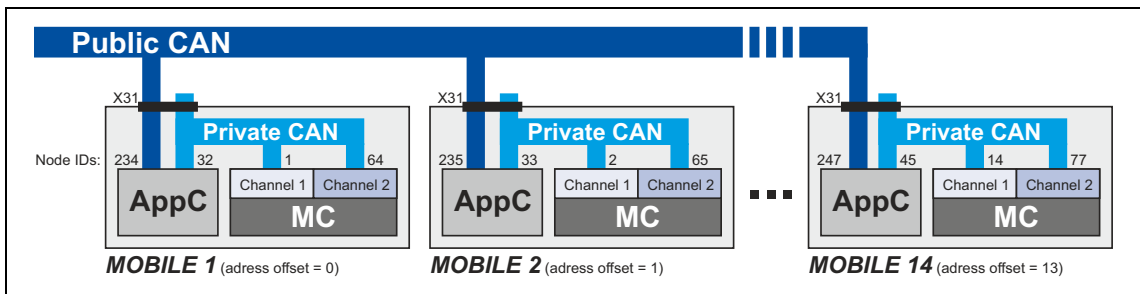 Public CAN
X31 X31 X31
Private CAN Private CAN Private CAN
Node IDs: 234 32 1 64 235 33 2 65 247 45 14 77
Channel 1 Channel 2 Channel 1 Channel 2 Channel 1 Channel 2
AppC MC AppC MC AppC MC
MOBILE 1 (adress offset = 0) MOBILE 2 (adress offset = 1) MOBILE 14 (adress offset = 13)